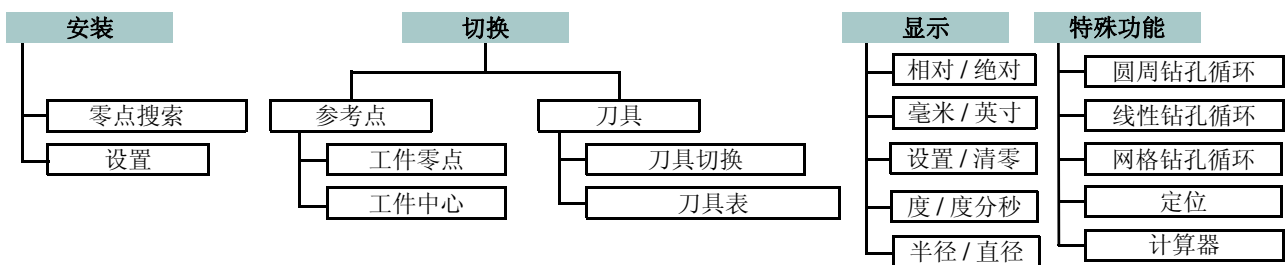 安装
零点搜索
设置
切换
参考点
工件零点
工件中心
刀具
刀具切换
刀具表
显示
相对 / 绝对
毫米 / 英寸
设置 / 清零
度 / 度分秒
半径 / 直径
特殊功能
圆周钻孔循环
线性钻孔循环
网格钻孔循环
定位
计算器